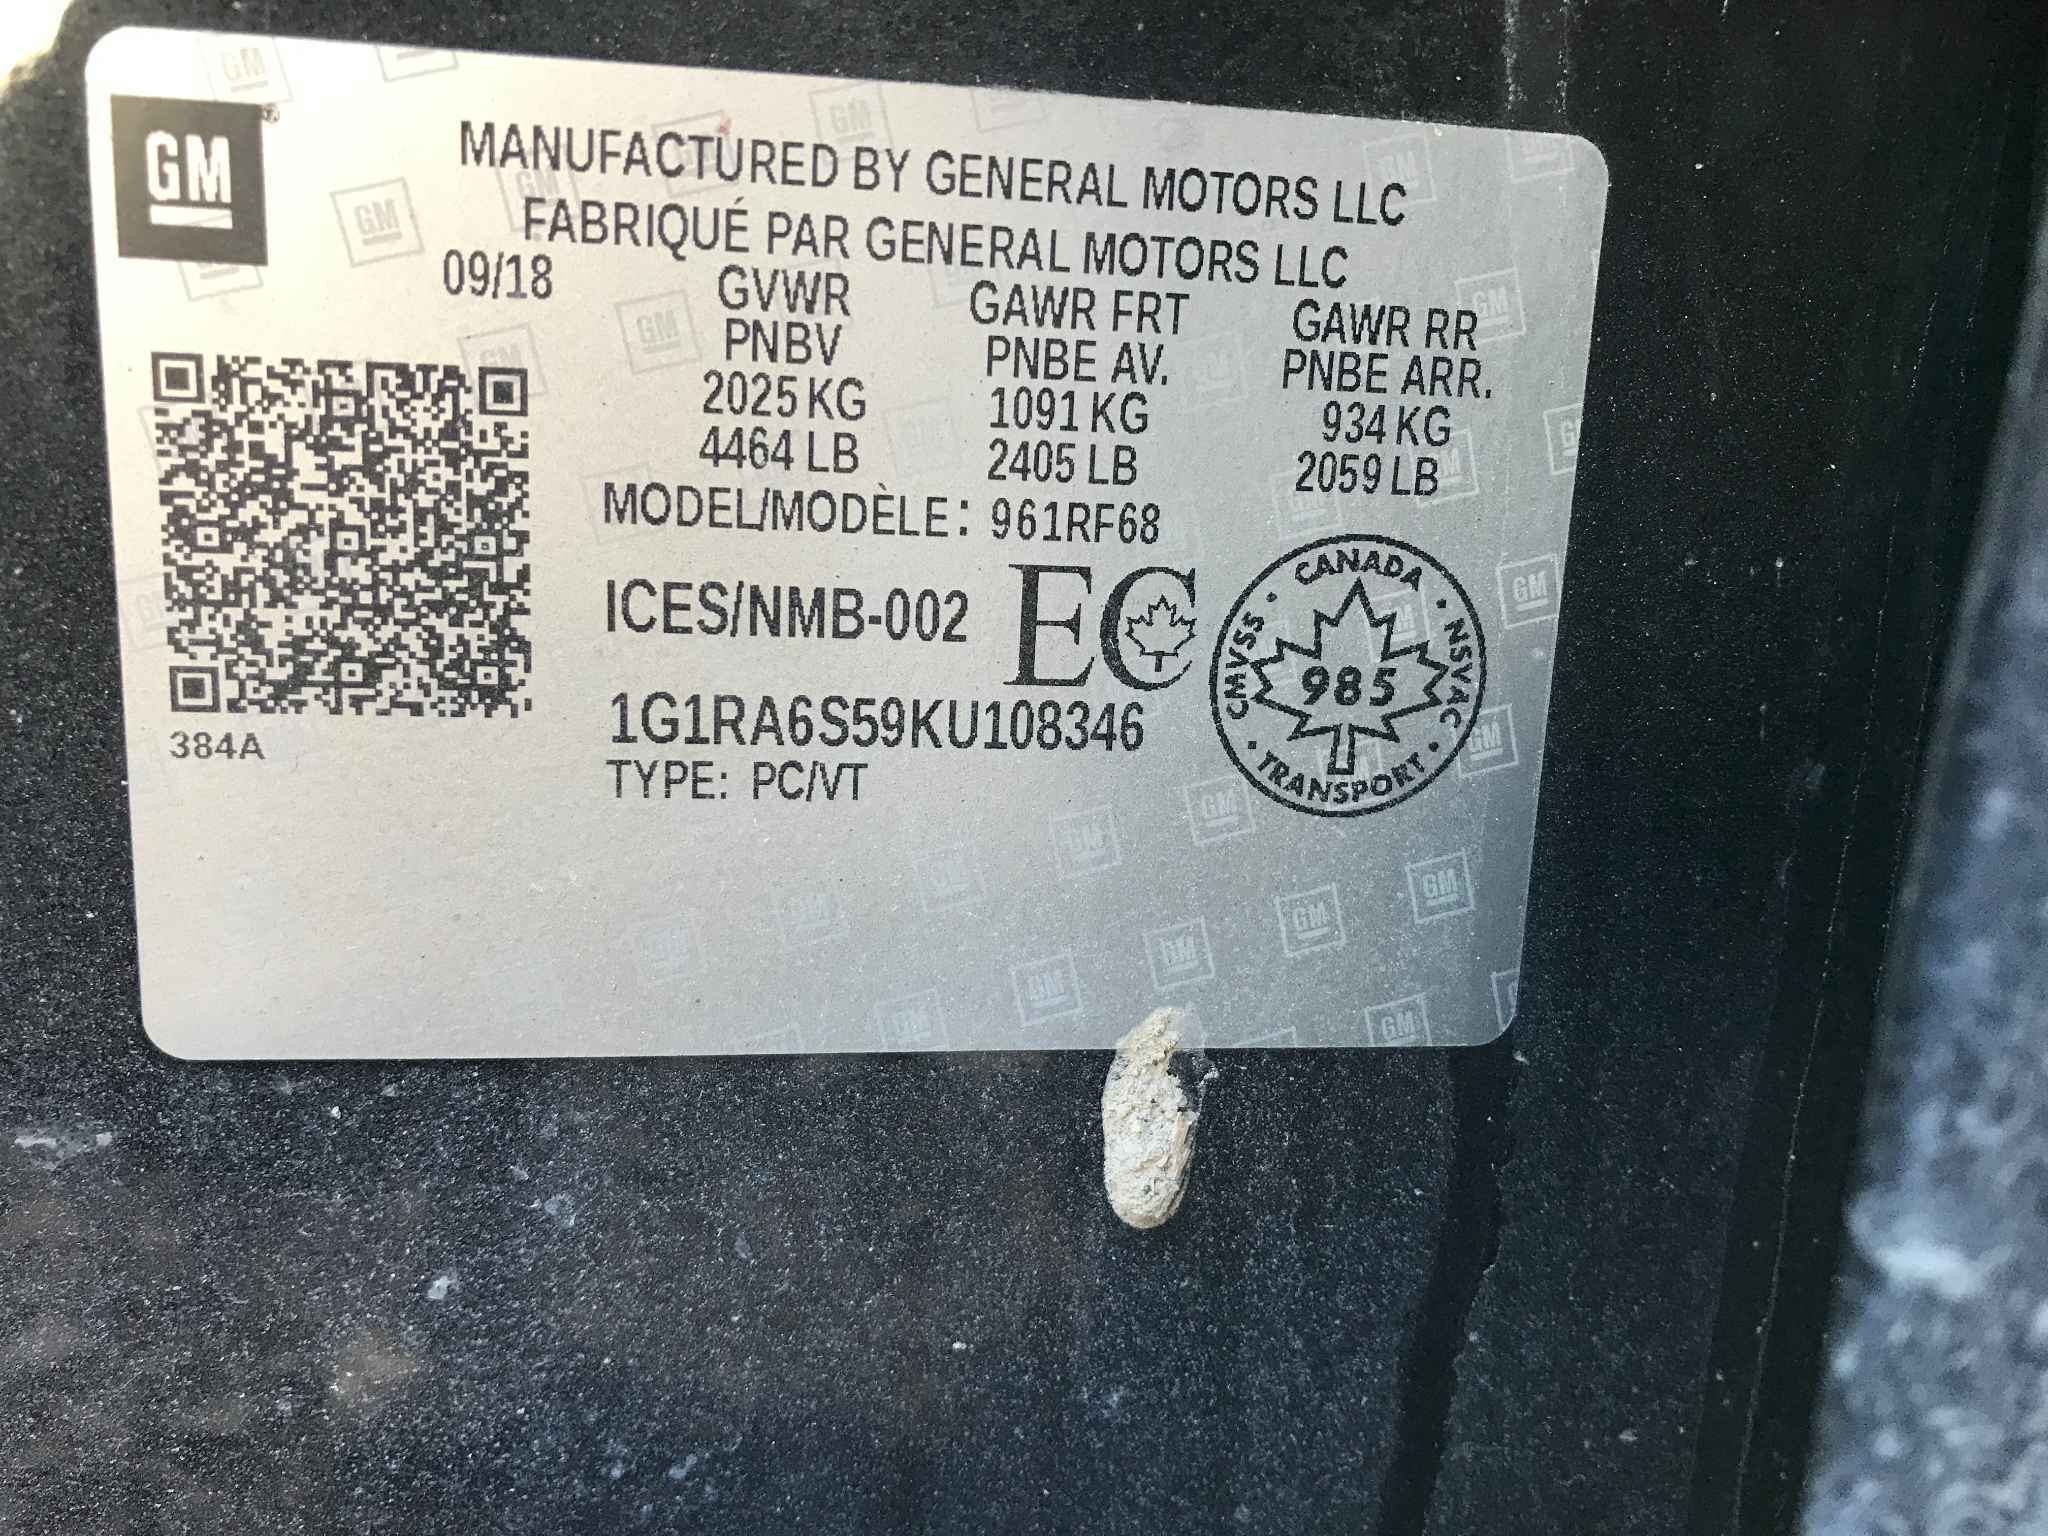 GM
MANUFACTURED BY GENERAL MOTORS LLC
FABRIQUÉ PAR GENERAL MOTORS LLC
09/18
GVWR GAWR FRT GAWR RR
PNBV PNBE AV. PNBE ARR.
2025 KG 1091 KG 934 KG
4464 LB 2405 LB 2059 LB
MODEL/MODÈLE: 961RF68
ICES/NMB-002 EC
CANADA
CMVSS · 985 · NSVAC
TRANSPORT
1G1RA6S59KU108346
384A
TYPE: PC/VT